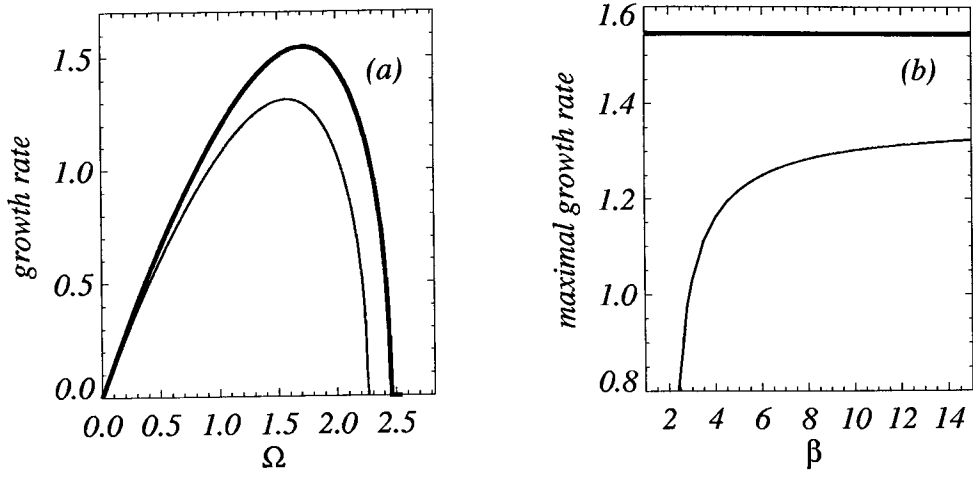 growth rate
1.5
1.0
0.5
0.0
(a)
0.0 0.5 1.0 1.5 2.0 2.5
Ω
maximal growth rate
1.6
1.4
1.2
1.0
0.8
(b)
2 4 6 8 10 12 14
β